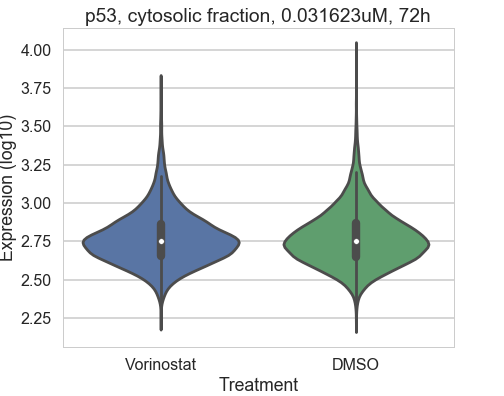 p53, cytosolic fraction, 0.031623uM, 72h
Expression (log10)
4.00
3.75
3.50
3.25
3.00
2.75
2.50
2.25
Vorinostat
DMSO
Treatment